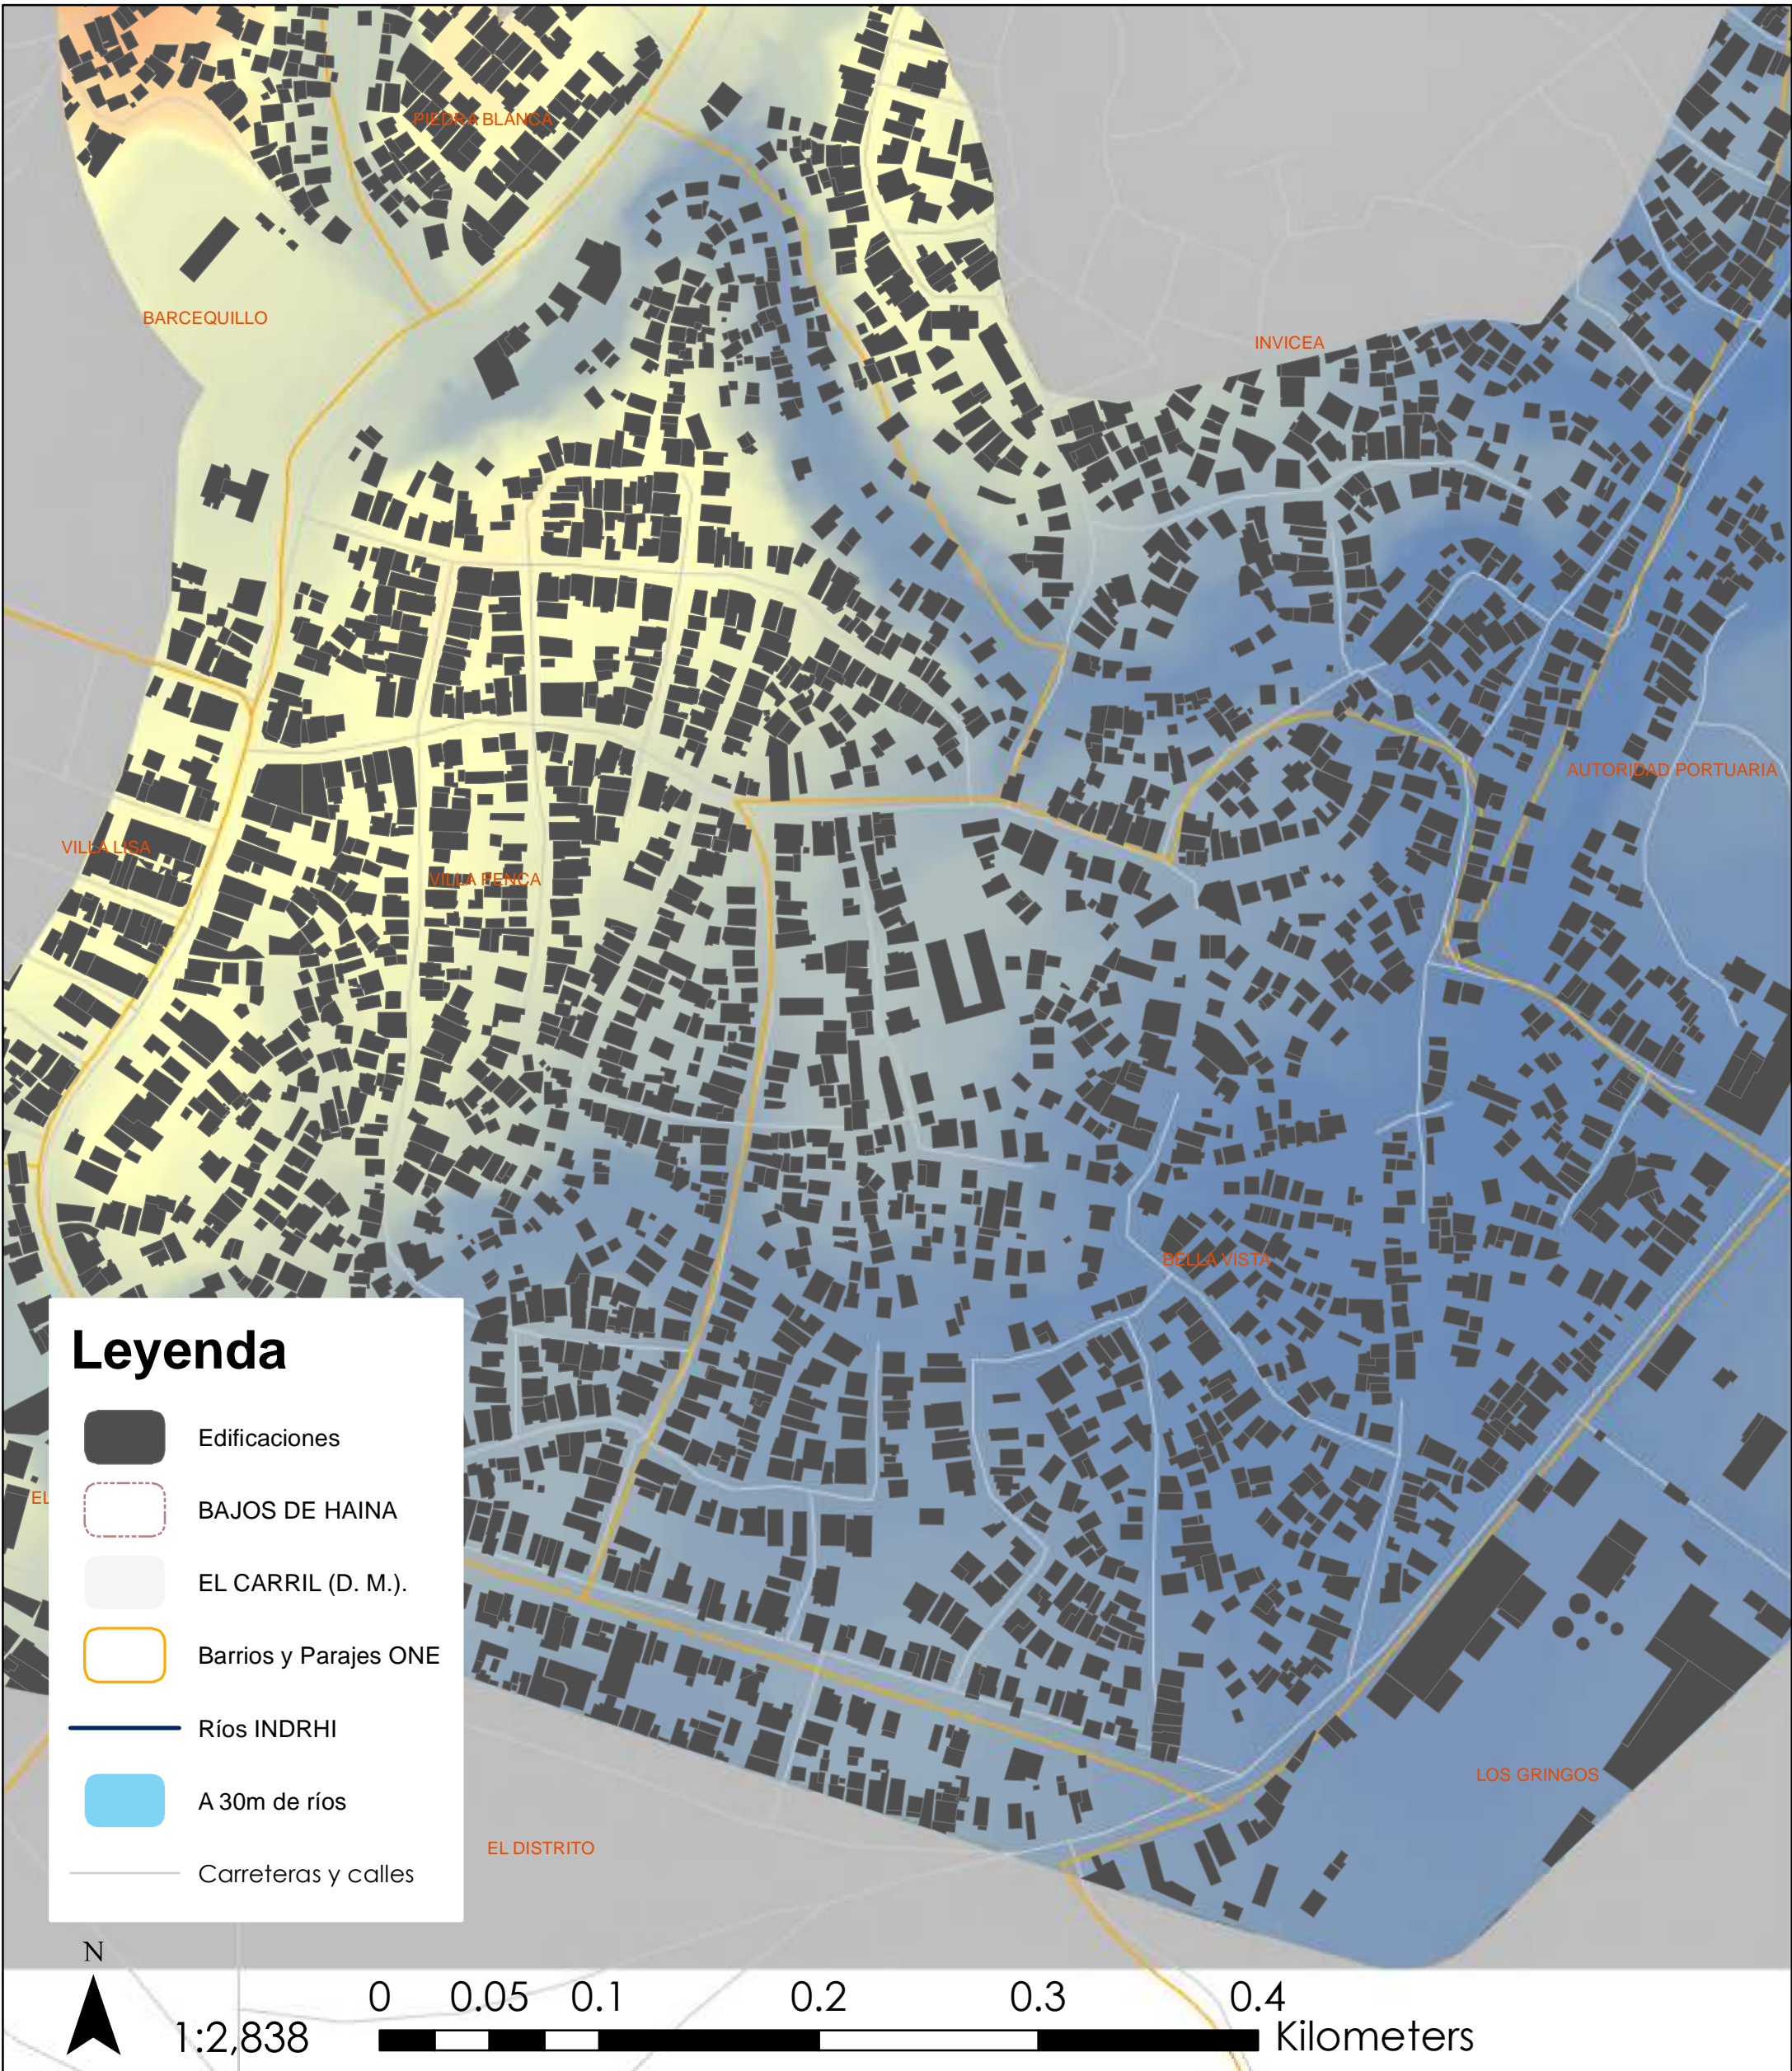 PIEDRA BLANCA
BARCEQUILLO
INVICEA
AUTORIDAD PORTUARIA
VILLA LISA
VILLA PENCA
BELLA VISTA
EL
LOS GRINGOS
EL DISTRITO
Leyenda
Edificaciones
BAJOS DE HAINA
EL CARRIL (D. M.).
Barrios y Parajes ONE
Ríos INDRHI
A 30m de ríos
Carreteras y calles
N
1:2,838
0 0.05 0.1 0.2 0.3 0.4
Kilometers